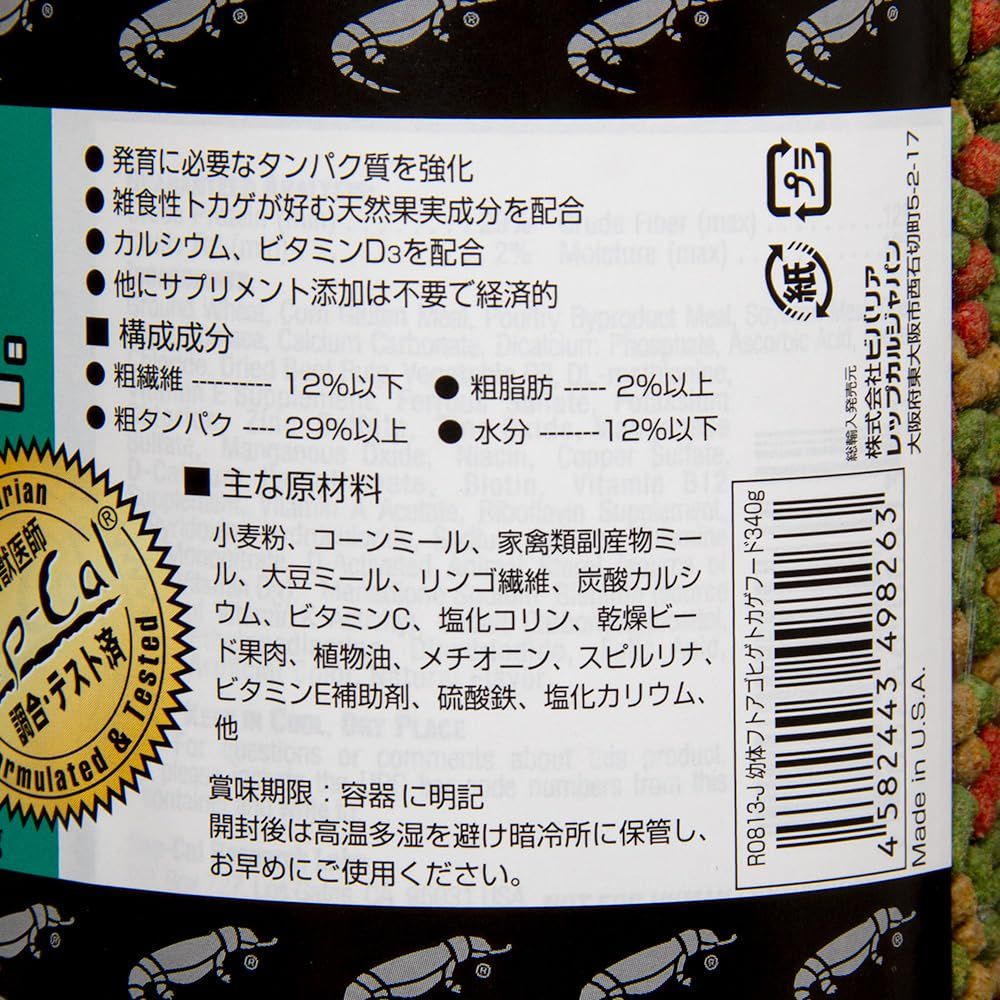 ● 発育に必要なタンパク質を強化
● 雑食性トカゲが好む天然果実成分を配合
● カルシウム、ビタミンD3を配合
● 他にサプリメント添加は不要で経済的
■ 構成成分
● 粗繊維 -------- 12%以下 ● 粗脂肪 ----- 2%以上
● 粗タンパク ---- 29%以上 ● 水分 ----- 12%以下
■ 主な原材料
小麦粉、コーンミール、家禽類副産物ミー
ル、大豆ミール、リンゴ繊維、炭酸カルシ
ウム、ビタミンC、塩化コリン、乾燥ビー
ド果肉、植物油、メチオーン、スピルリナ、
ビタミンE補助剤、硫酸鉄、塩化カリウム、
他
賞味期限：容器に明記
開封後は高温多湿を避け暗冷所に保管し、
お早めにご使用ください。
プラ
紙
総輸入発売元
株式会社ビバリア
レップカルジャパン
大阪府東大阪市西石切町5-2-17
R0813-J 幼体フトアゴヒゲトカゲフード340g
4 582443 498263
Made in U.S.A.
rian
獣医師
p-Cal®
調合・テスト済
rmulated & Tested